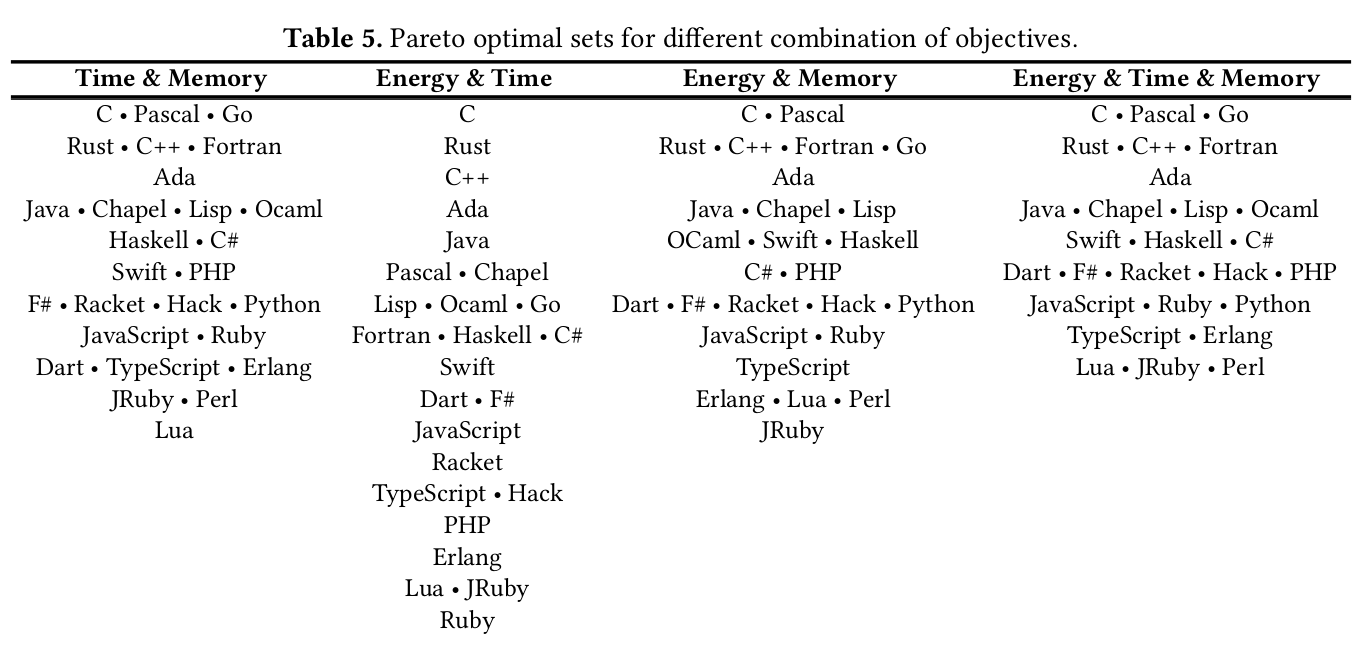 Table 5. Pareto optimal sets for different combination of objectives.
Time & Memory Energy & Time Energy & Memory Energy & Time & Memory
C • Pascal • Go C C • Pascal C • Pascal • Go
Rust • C++ • Fortran Rust Rust • C++ • Fortran • Go Rust • C++ • Fortran
Ada C++ Ada Ada
Java • Chapel • Lisp • Ocaml Ada Java • Chapel • Lisp Java • Chapel • Lisp • Ocaml
Haskell • C# Java OCaml • Swift • Haskell Swift • Haskell • C#
Swift • PHP Pascal • Chapel C# • PHP Dart • F# • Racket • Hack • PHP
F# • Racket • Hack • Python Lisp • Ocaml • Go Dart • F# • Racket • Hack • Python JavaScript • Ruby • Python
JavaScript • Ruby Fortran • Haskell • C# JavaScript • Ruby TypeScript • Erlang
Dart • TypeScript • Erlang Swift TypeScript Lua • JRuby • Perl
JRuby • Perl Dart • F# Erlang • Lua • Perl
Lua JavaScript JRuby
Racket
TypeScript • Hack
PHP
Erlang
Lua • JRuby
Ruby